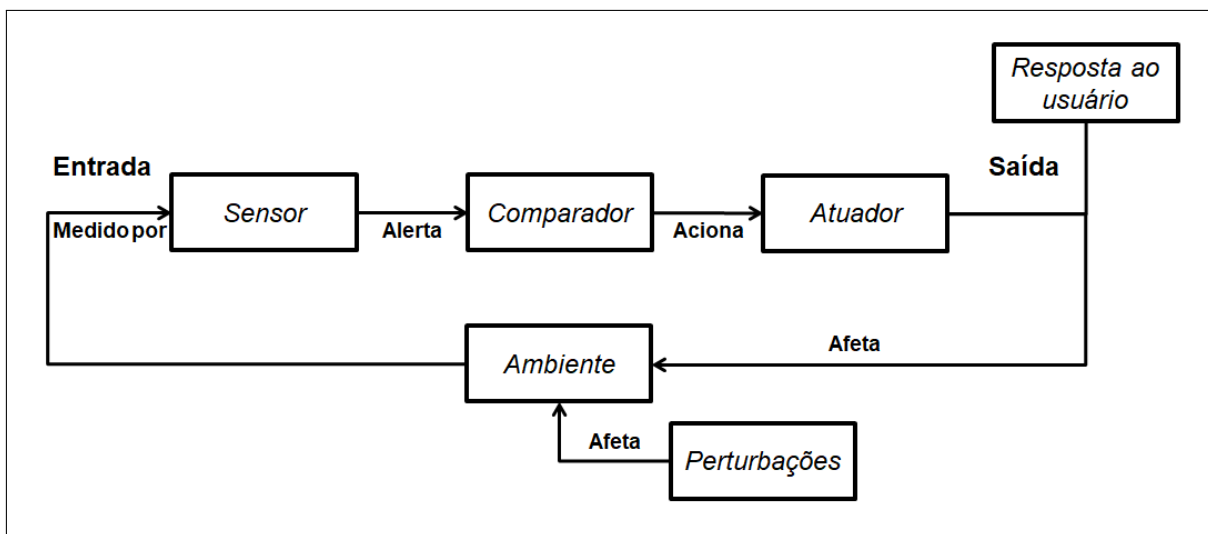 Resposta ao
usuário
Entrada
Saída
Sensor
Comparador
Atuador
Medido por
Alerta
Aciona
Ambiente
Afeta
Afeta
Perturbações